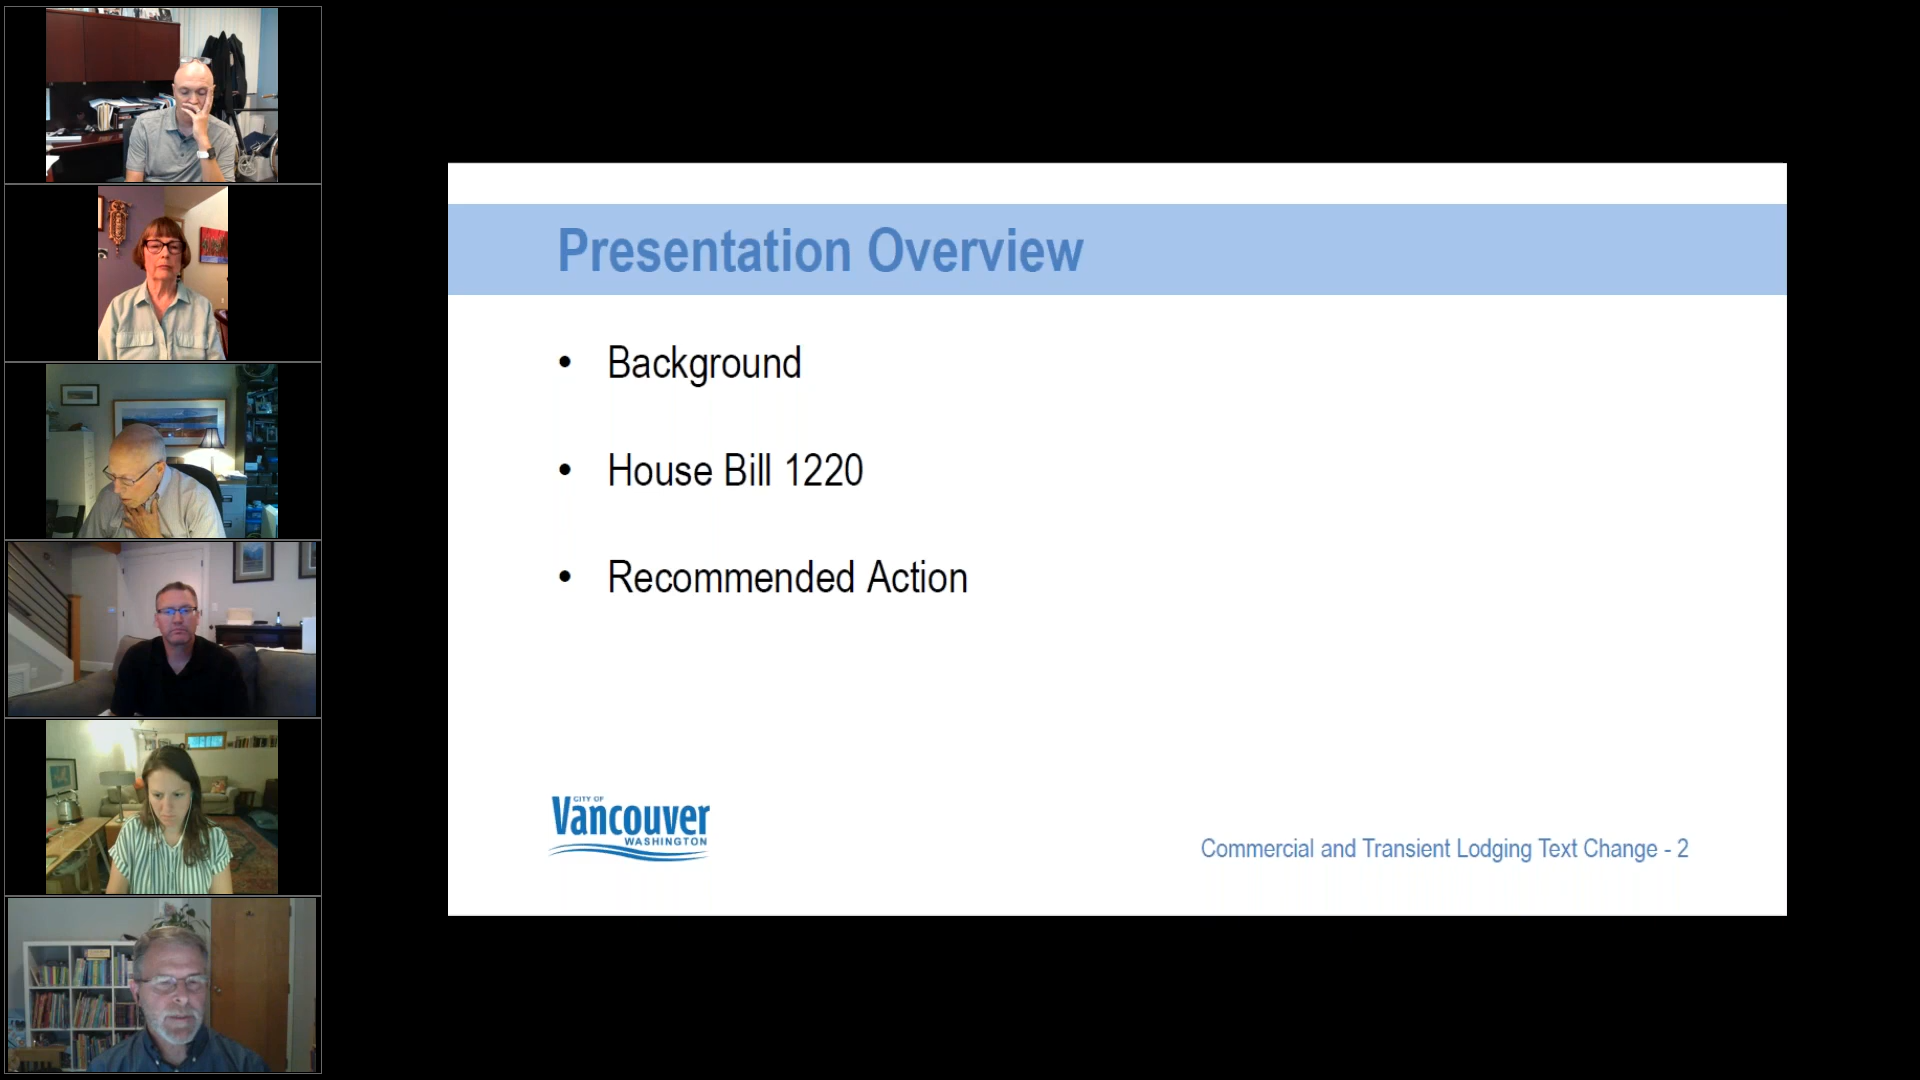 Presentation Overview
• Background
• House Bill 1220
• Recommended Action
CITY OF
Vancouver
WASHINGTON
Commercial and Transient Lodging Text Change - 2